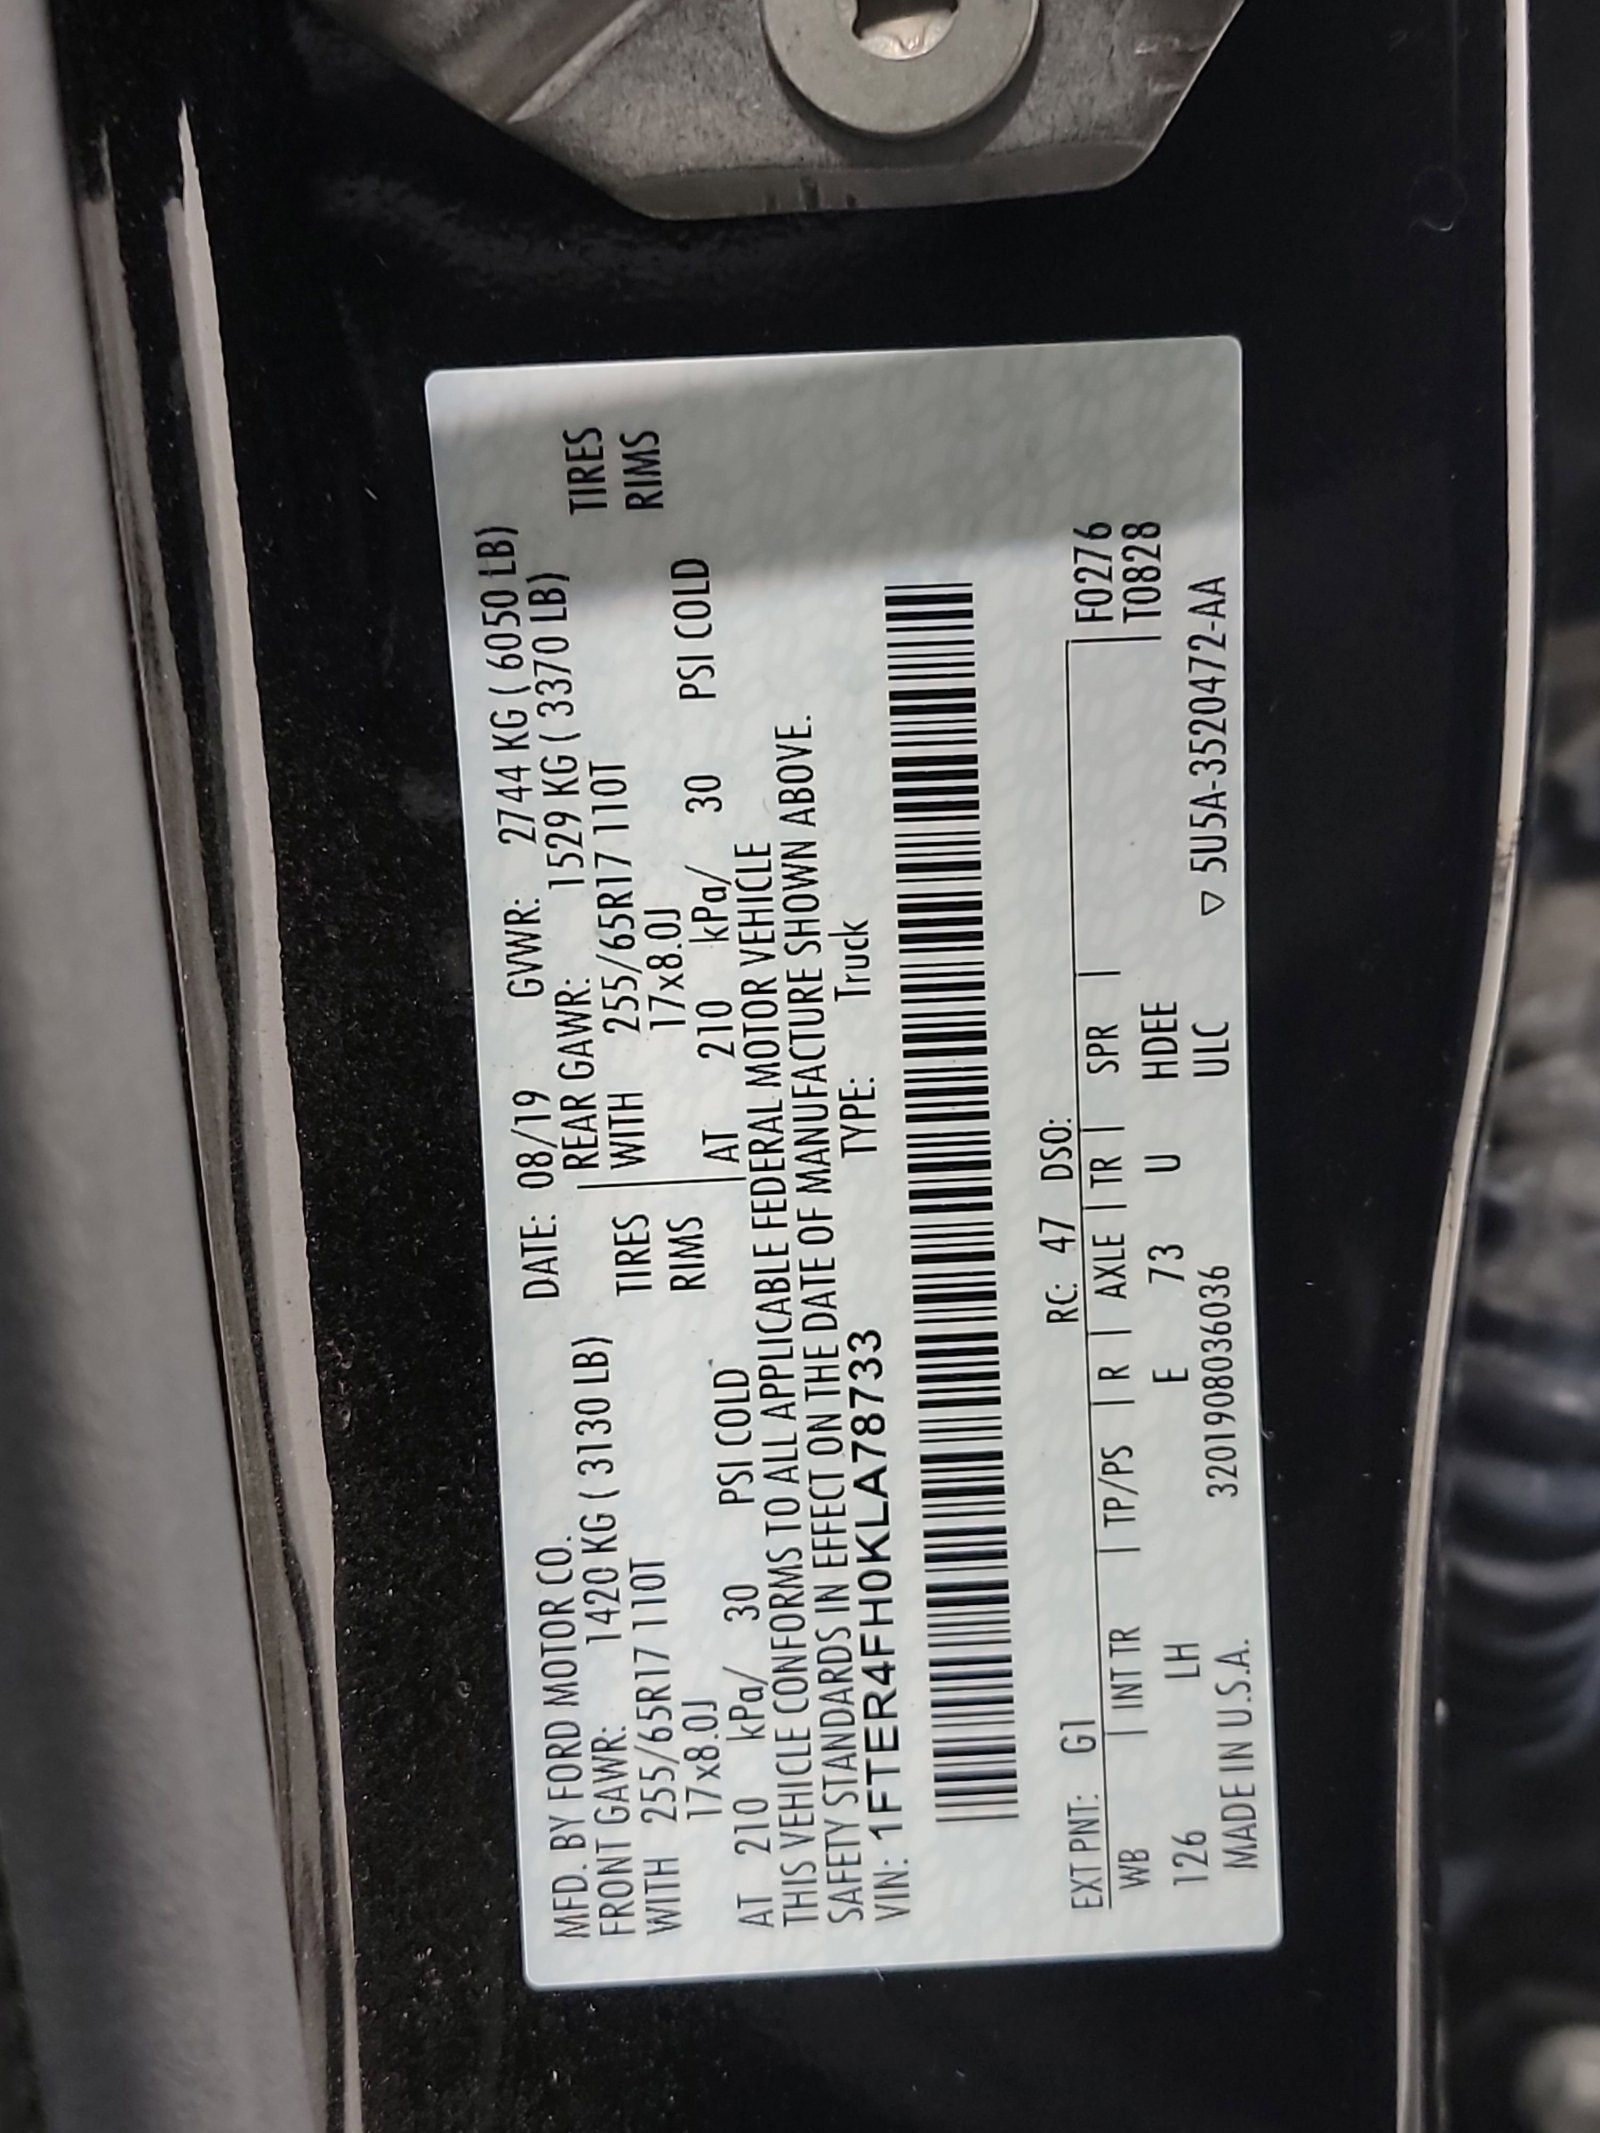 MFD. BY FORD MOTOR CO. DATE: 08/19 GVWR: 2744 KG ( 6050 LB)
FRONT GAWR: 1420 KG ( 3130 LB) REAR GAWR: 1529 KG ( 3370 LB)
WITH 255/65R17 110T TIRES WITH 255/65R17 110T TIRES
17x8.0J RIMS 17x8.0J RIMS
AT 210 kPa/ 30 PSI COLD AT 210 kPa/ 30 PSI COLD
THIS VEHICLE CONFORMS TO ALL APPLICABLE FEDERAL MOTOR VEHICLE
SAFETY STANDARDS IN EFFECT ON THE DATE OF MANUFACTURE SHOWN ABOVE.
VIN: 1FTER4FH0KLA78733 TYPE: Truck
EXT PNT: G1 RC: 47 DSO:
WB | INT TR | TP/PS | R | AXLE | TR | SPR | F0276
126 LH E 73 U HDEE T0828
MADE IN U.S.A. 3201908036036 ULC ▽ 5U5A-3520472-AA